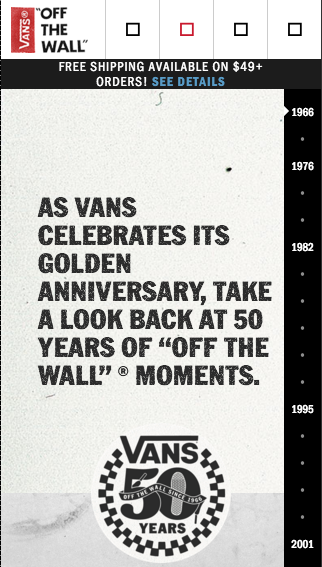 VANS®
"OFF
THE
WALL"
FREE SHIPPING AVAILABLE ON $49+
ORDERS! SEE DETAILS
1966
1976
1982
1995
2001
AS VANS
CELEBRATES ITS
GOLDEN
ANNIVERSARY, TAKE
A LOOK BACK AT 50
YEARS OF “OFF THE
WALL” ® MOMENTS.
VANS
50
OFF THE WALL SINCE 1966
YEARS